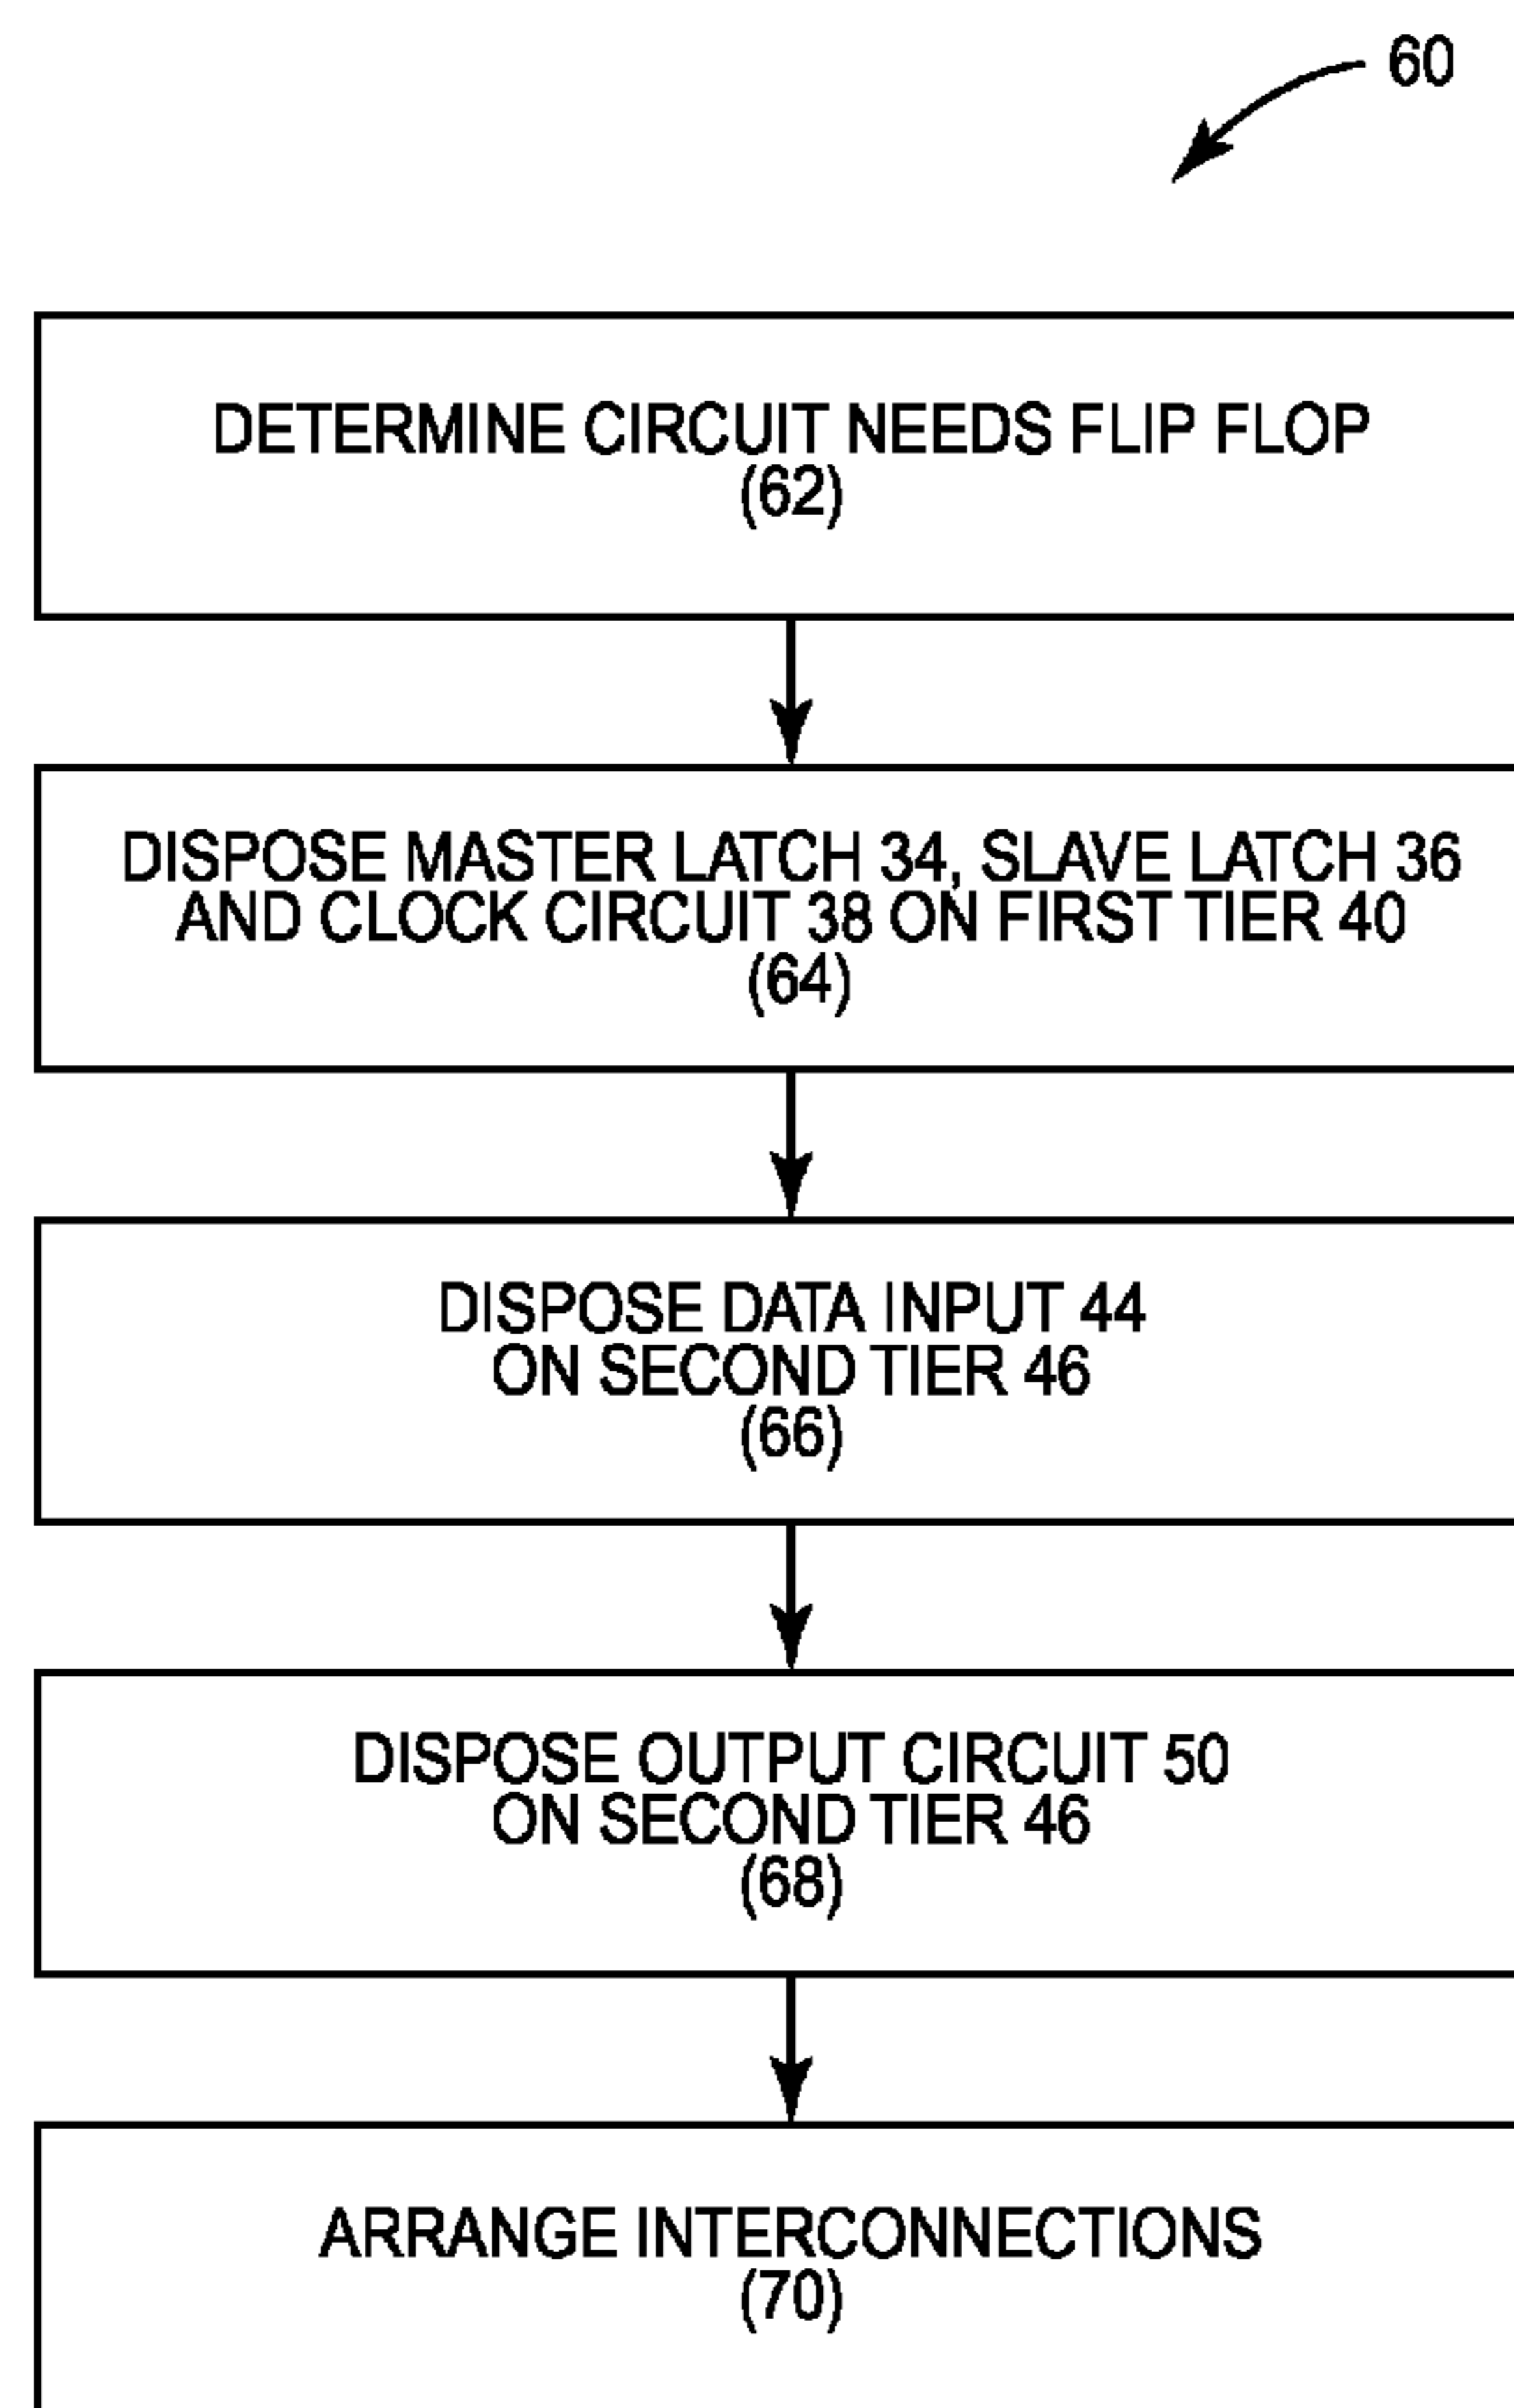 60
DETERMINE CIRCUIT NEEDS FLIP FLOP
(62)
DISPOSE MASTER LATCH 34, SLAVE LATCH 36
AND CLOCK CIRCUIT 38 ON FIRST TIER 40
(64)
DISPOSE DATA INPUT 44
ON SECOND TIER 46
(66)
DISPOSE OUTPUT CIRCUIT 50
ON SECOND TIER 46
(68)
ARRANGE INTERCONNECTIONS
(70)